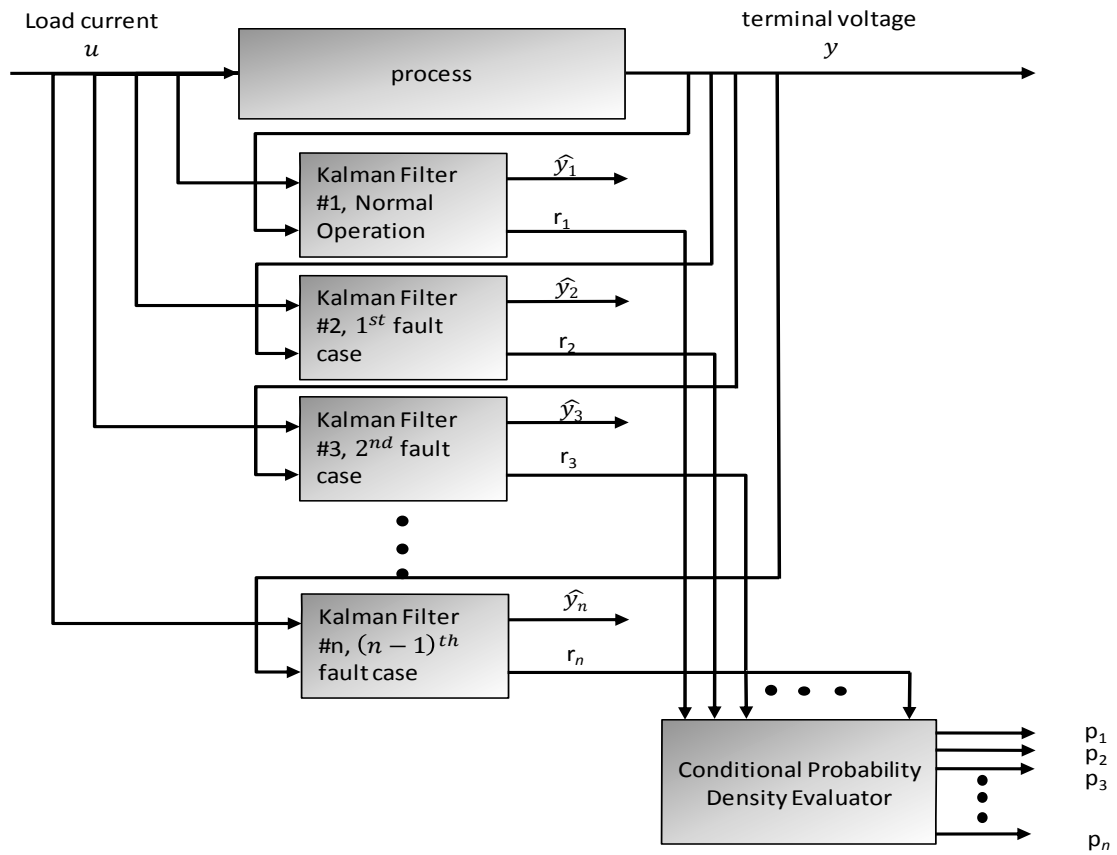 Load current
u
terminal voltage
y
process
Kalman Filter
#1, Normal
Operation
ŷ₁
r₁
Kalman Filter
#2, 1ˢᵗ fault
case
ŷ₂
r₂
Kalman Filter
#3, 2ⁿᵈ fault
case
ŷ₃
r₃
Kalman Filter
#n, (n − 1)ᵗʰ
fault case
ŷₙ
rₙ
Conditional Probability
Density Evaluator
p₁
p₂
p₃
pₙ